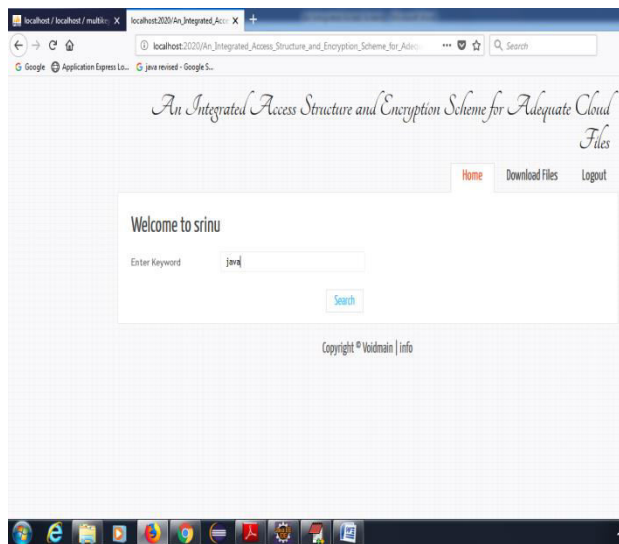 localhost / localhost / multikey X
localhost:2020/An_Integrated_Acce X +
localhost:2020/An_Integrated_Access_Structure_and_Encryption_Scheme_for_Adeq
Search
Google Application Express Lo... java revised - Google S...
An Integrated Access Structure and Encryption Scheme for Adequate Cloud
Files
Home Download Files Logout
Welcome to srinu
Enter Keyword java
Search
Copyright © Voidmain | info